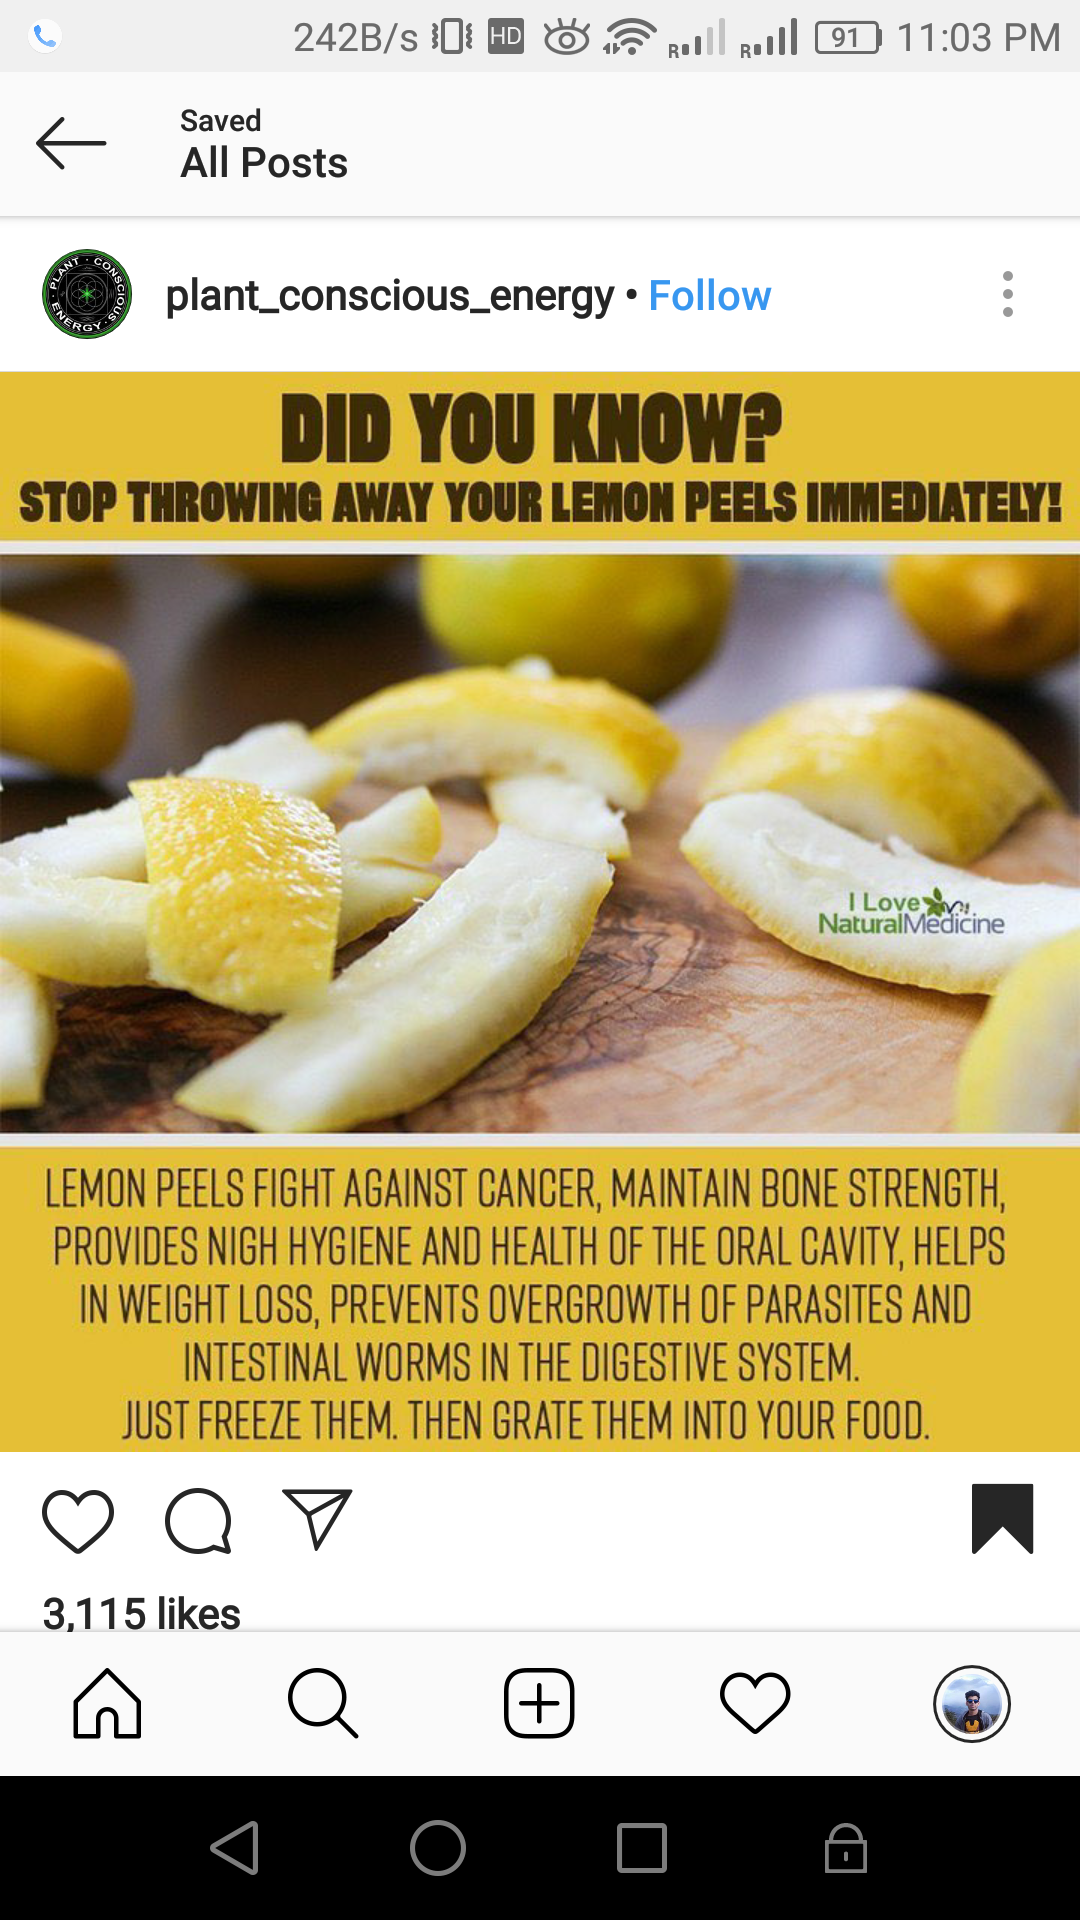 242B/s HD R R 91 11:03 PM
Saved
All Posts
PLANT · CONSCIOUS · ENERGY ·
plant_conscious_energy • Follow
DID YOU KNOW?
STOP THROWING AWAY YOUR LEMON PEELS IMMEDIATELY!
I Love
NaturalMedicine
LEMON PEELS FIGHT AGAINST CANCER, MAINTAIN BONE STRENGTH,
PROVIDES NIGH HYGIENE AND HEALTH OF THE ORAL CAVITY, HELPS
IN WEIGHT LOSS, PREVENTS OVERGROWTH OF PARASITES AND
INTESTINAL WORMS IN THE DIGESTIVE SYSTEM.
JUST FREEZE THEM. THEN GRATE THEM INTO YOUR FOOD.
3,115 likes